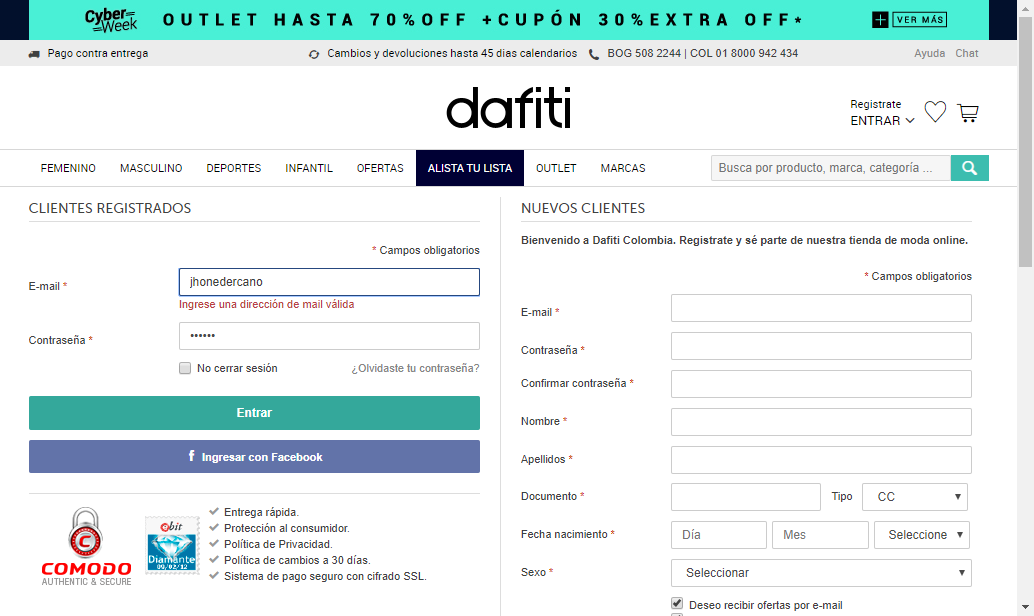 Cyber Week OUTLET HASTA 70%OFF +CUPÓN 30%EXTRA OFF* + VER MÁS
Pago contra entrega Cambios y devoluciones hasta 45 dias calendarios BOG 508 2244 | COL 01 8000 942 434 Ayuda Chat
dafiti
Registrate
ENTRAR
FEMENINO MASCULINO DEPORTES INFANTIL OFERTAS ALISTA TU LISTA OUTLET MARCAS Busca por producto, marca, categoría ...
CLIENTES REGISTRADOS
* Campos obligatorios
E-mail * jhonedercano
Ingrese una dirección de mail válida
Contraseña * ••••••
No cerrar sesión ¿Olvidaste tu contraseña?
Entrar
f Ingresar con Facebook
C
COMODO
AUTHENTIC & SECURE
ebit
Diamante
09/02/12
Entrega rápida.
Protección al consumidor.
Política de Privacidad.
Política de cambios a 30 días.
Sistema de pago seguro con cifrado SSL.
NUEVOS CLIENTES
Bienvenido a Dafiti Colombia. Registrate y sé parte de nuestra tienda de moda online.
* Campos obligatorios
E-mail *
Contraseña *
Confirmar contraseña *
Nombre *
Apellidos *
Documento * Tipo CC
Fecha nacimiento * Día Mes Seleccione
Sexo * Seleccionar
Deseo recibir ofertas por e-mail